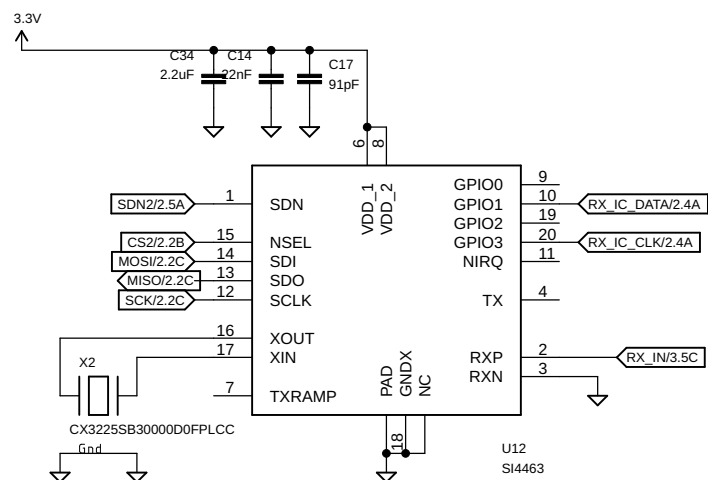 3.3V
C34
C14
C17
2.2uF
22nF
91pF
6
8
VDD_1
VDD_2
SDN2/2.5A
1
SDN
CS2/2.2B
15
NSEL
MOSI/2.2C
14
SDI
MISO/2.2C
13
SDO
SCK/2.2C
12
SCLK
16
XOUT
17
XIN
7
TXRAMP
GPIO0
9
GPIO1
10
RX_IC_DATA/2.4A
GPIO2
19
GPIO3
20
RX_IC_CLK/2.4A
NIRQ
11
TX
4
RXP
2
RX_IN/3.5C
RXN
3
PAD
GNDX
NC
18
X2
CX3225SB30000D0FPLCC
Gnd
U12
SI4463